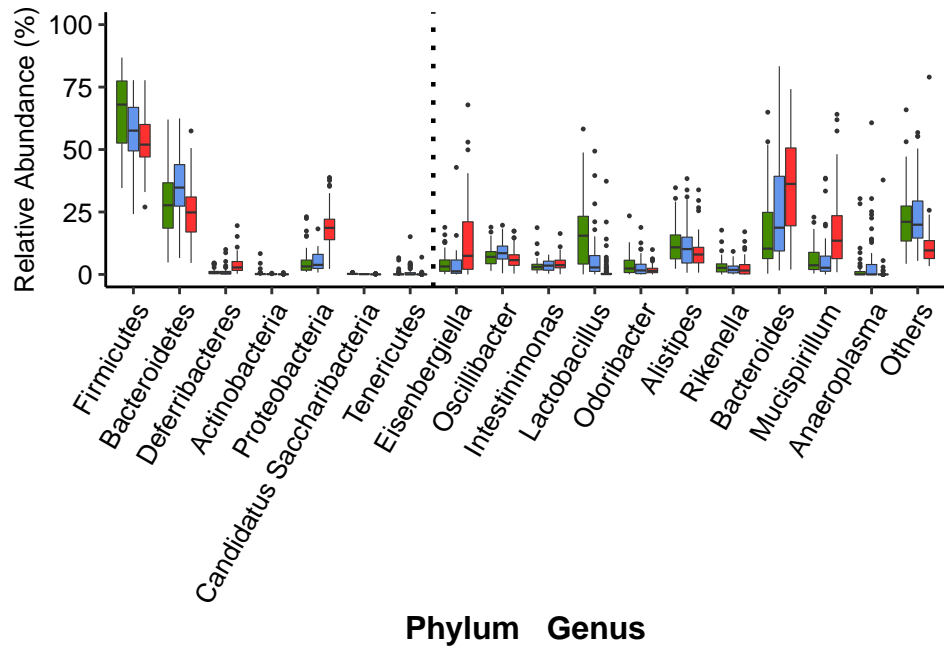 Relative Abundance (%)
100
75
50
25
0
Firmicutes
Bacteroidetes
Deferribacteres
Actinobacteria
Proteobacteria
Candidatus Saccharibacteria
Tenericutes
Eisenbergiella
Oscillibacter
Intestinimonas
Lactobacillus
Odoribacter
Alistipes
Rikenella
Bacteroides
Mucispirillum
Anaeroplasma
Others
Phylum Genus